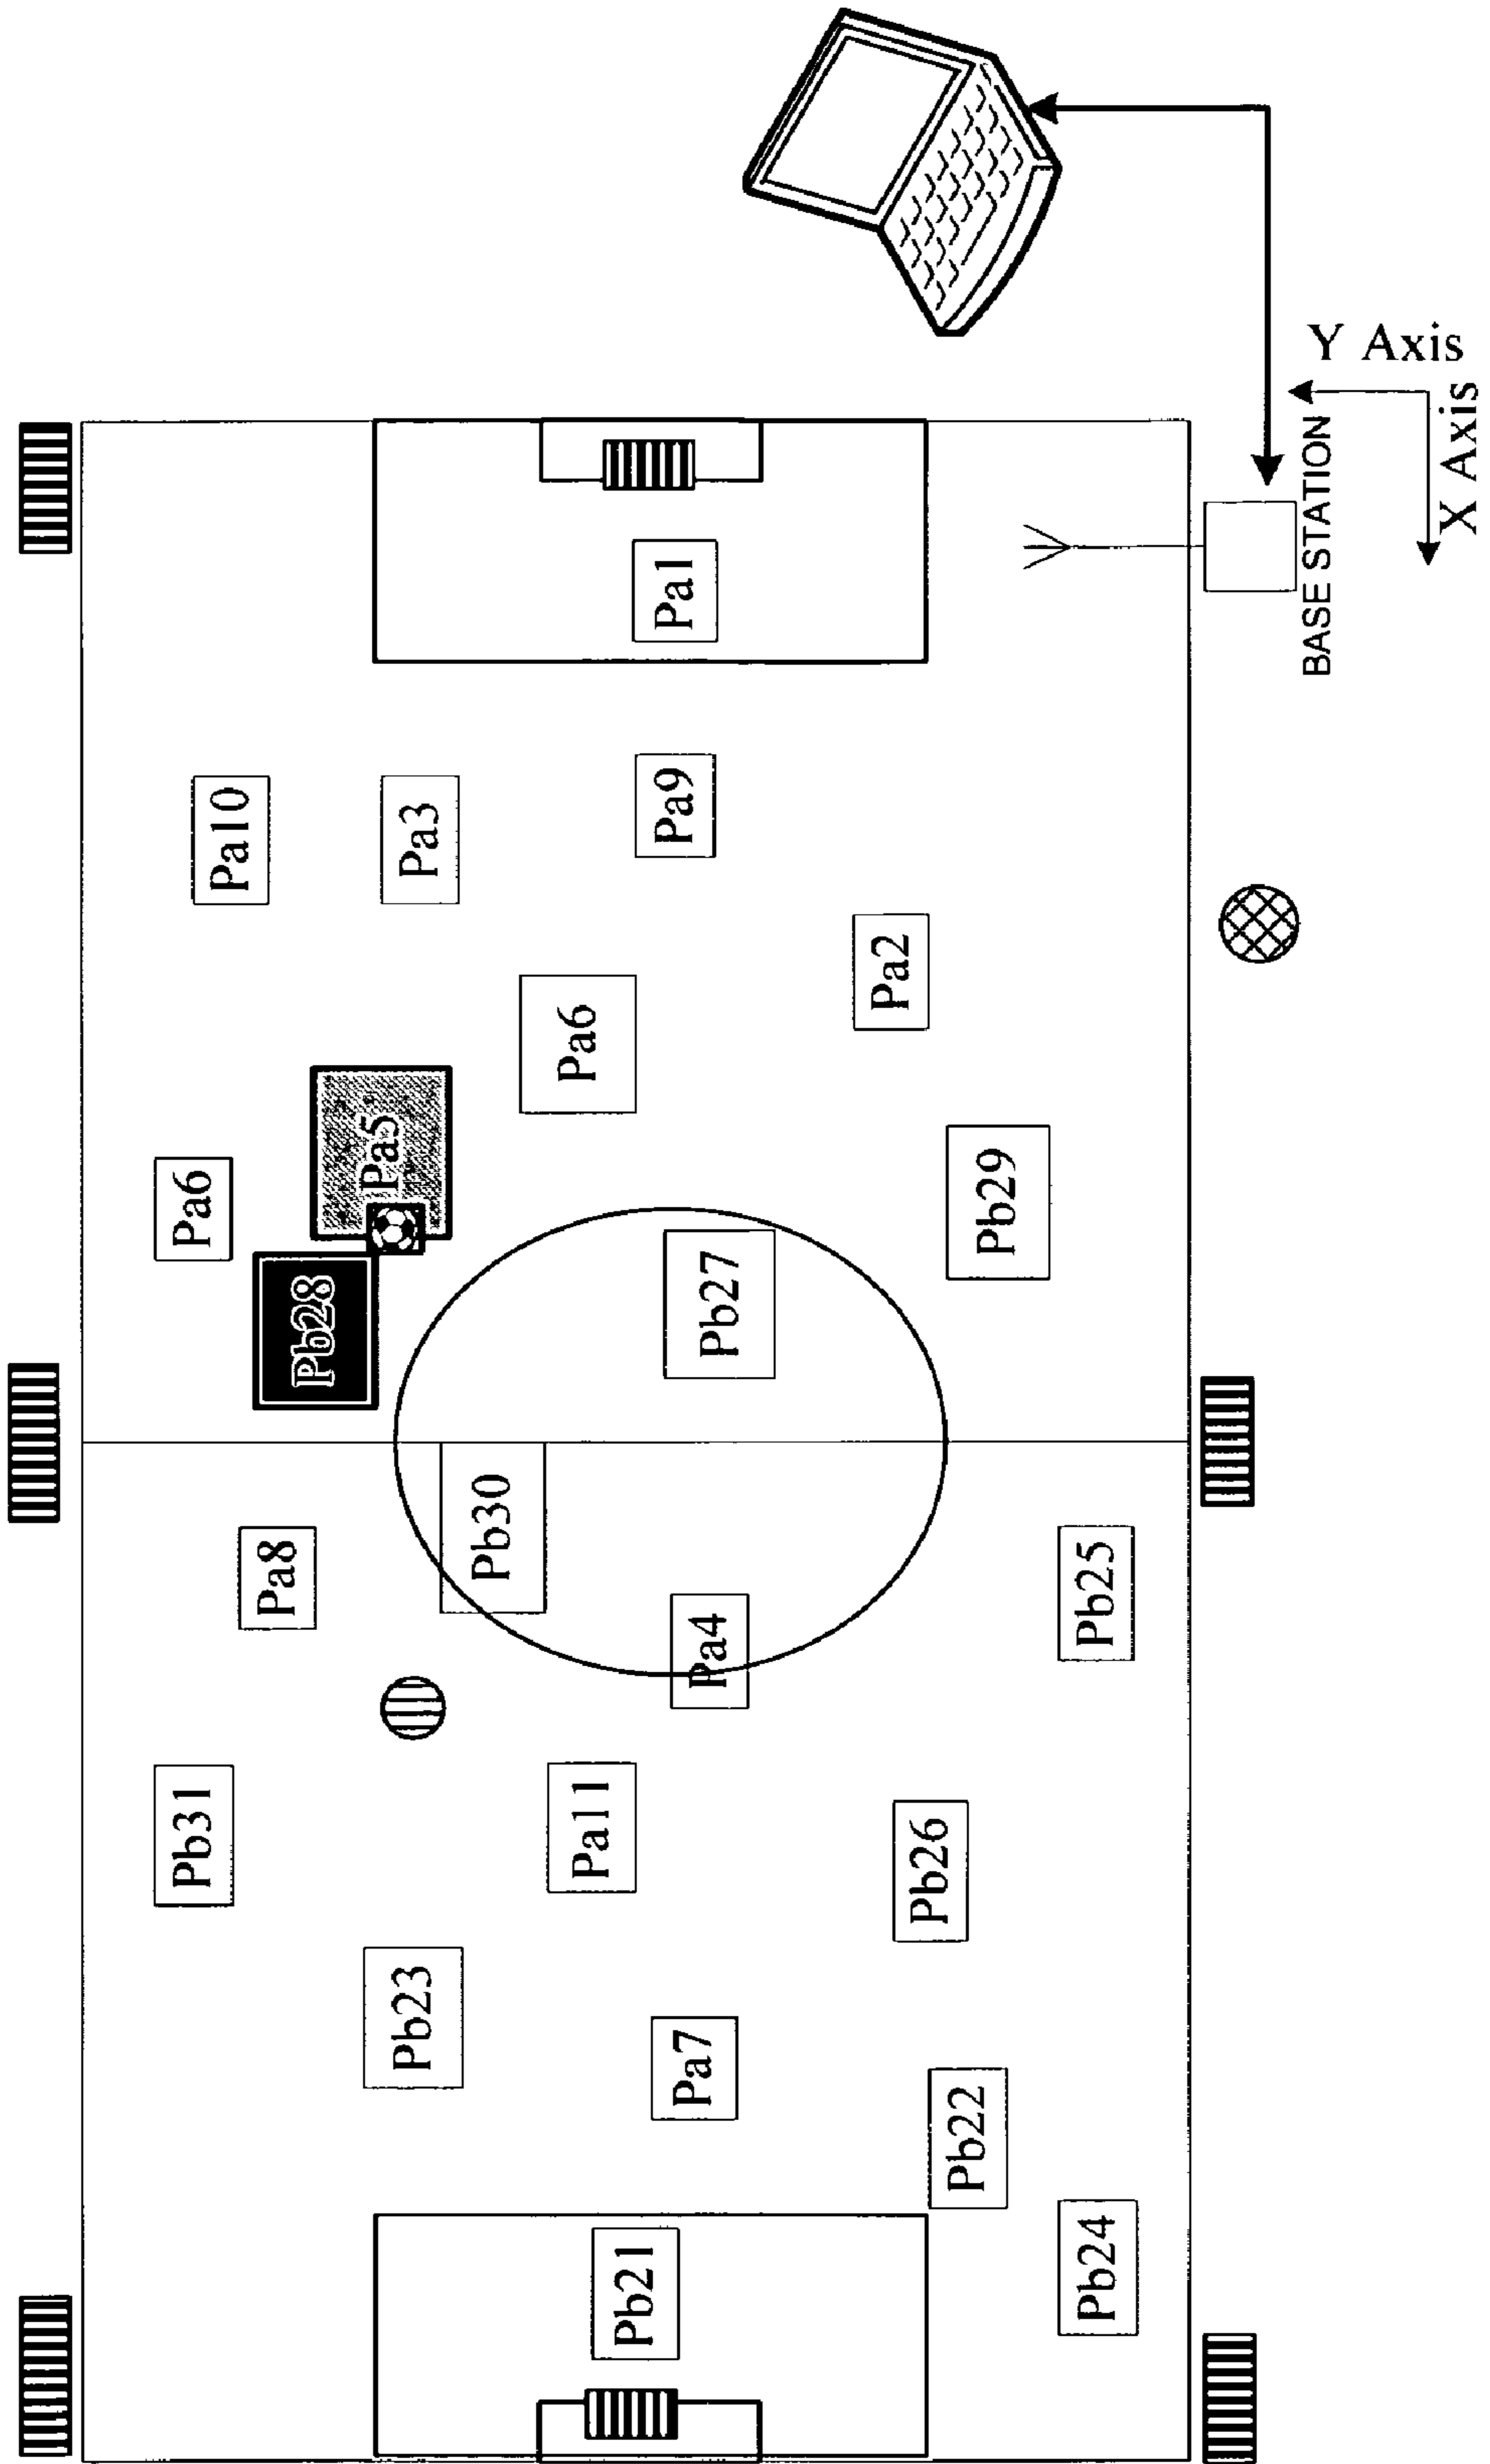 Y Axis
X Axis
BASE STATION
Pa1
Pa10
Pa3
Pa9
Pa2
Pa6
Pa5
Pa6
Pb28
Pb29
Pb27
Pb30
Pa8
Pa4
Pb25
Pb31
Pa11
Pb26
Pb23
Pa7
Pb22
Pb21
Pb24